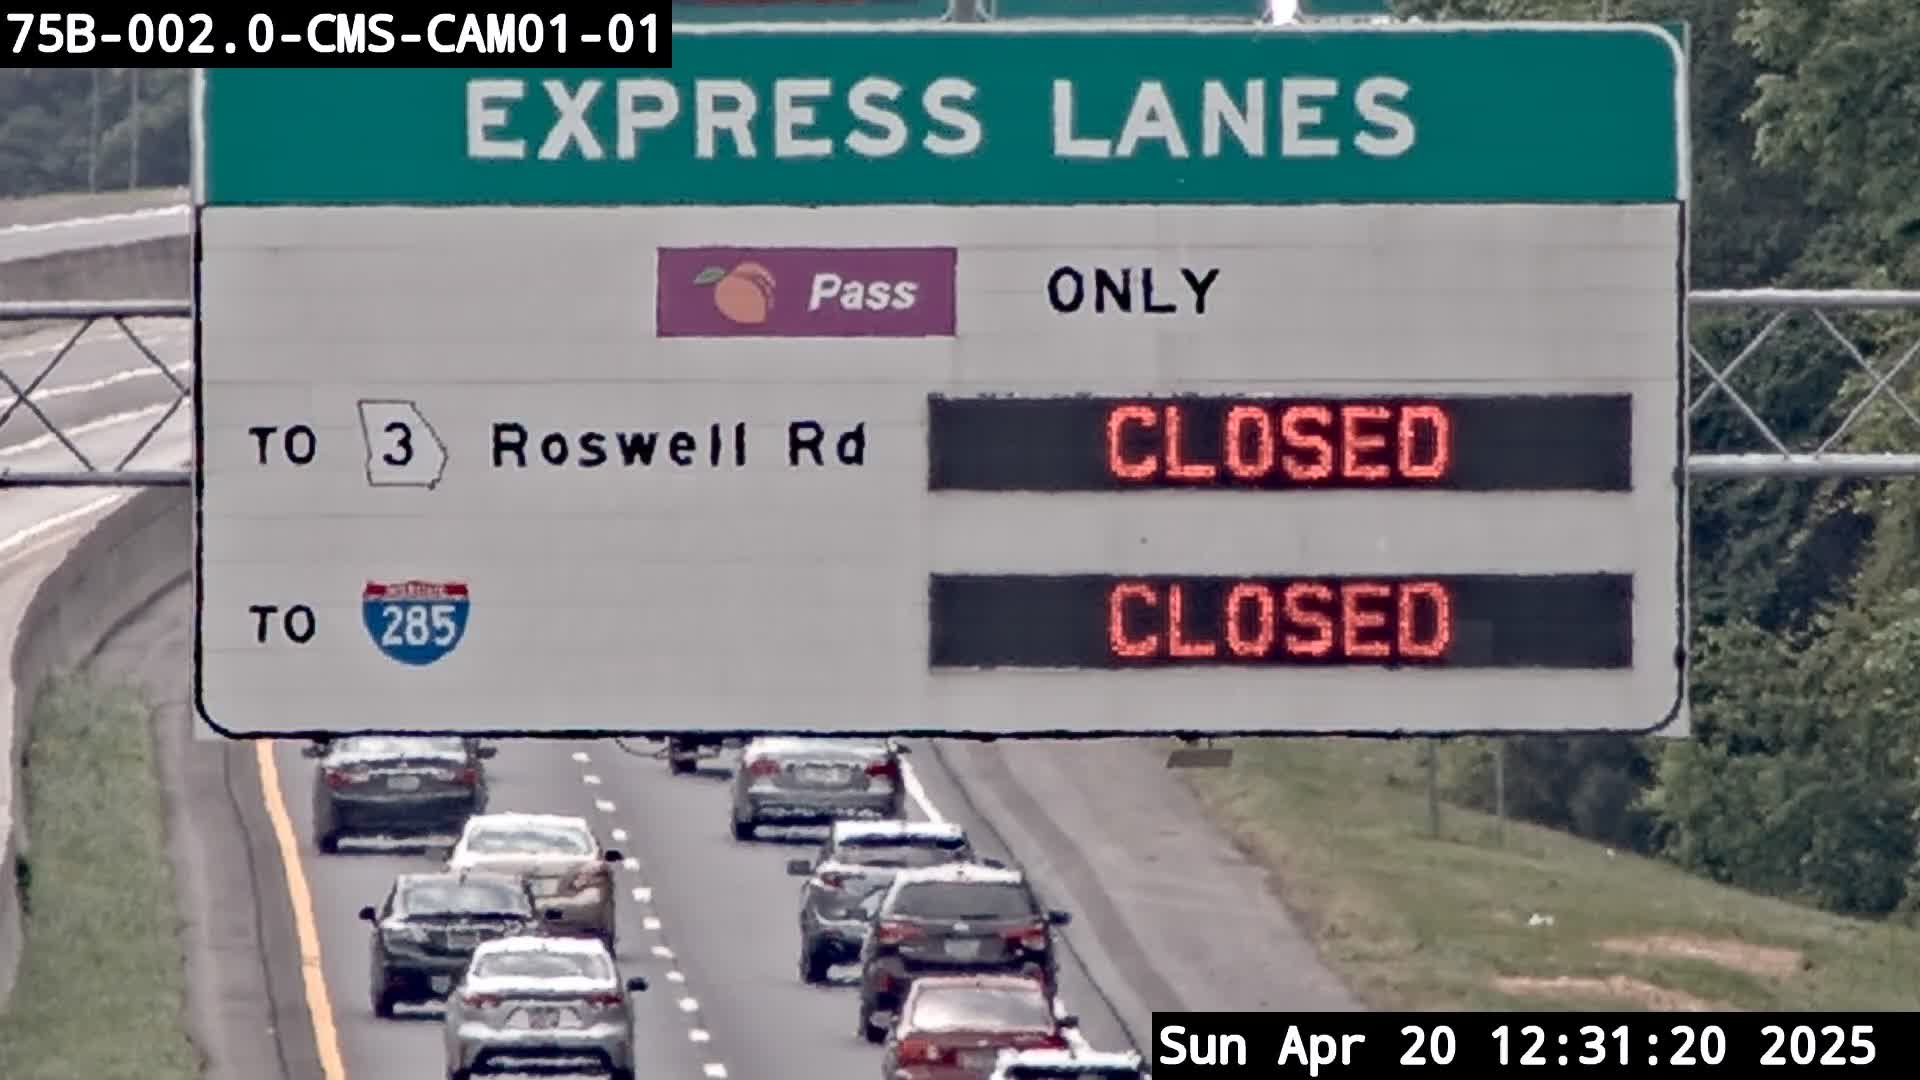 75B-002.0-CMS-CAM01-01
EXPRESS LANES
Pass ONLY
TO 3 Roswell Rd CLOSED
TO 285 CLOSED
Sun Apr 20 12:31:20 2025